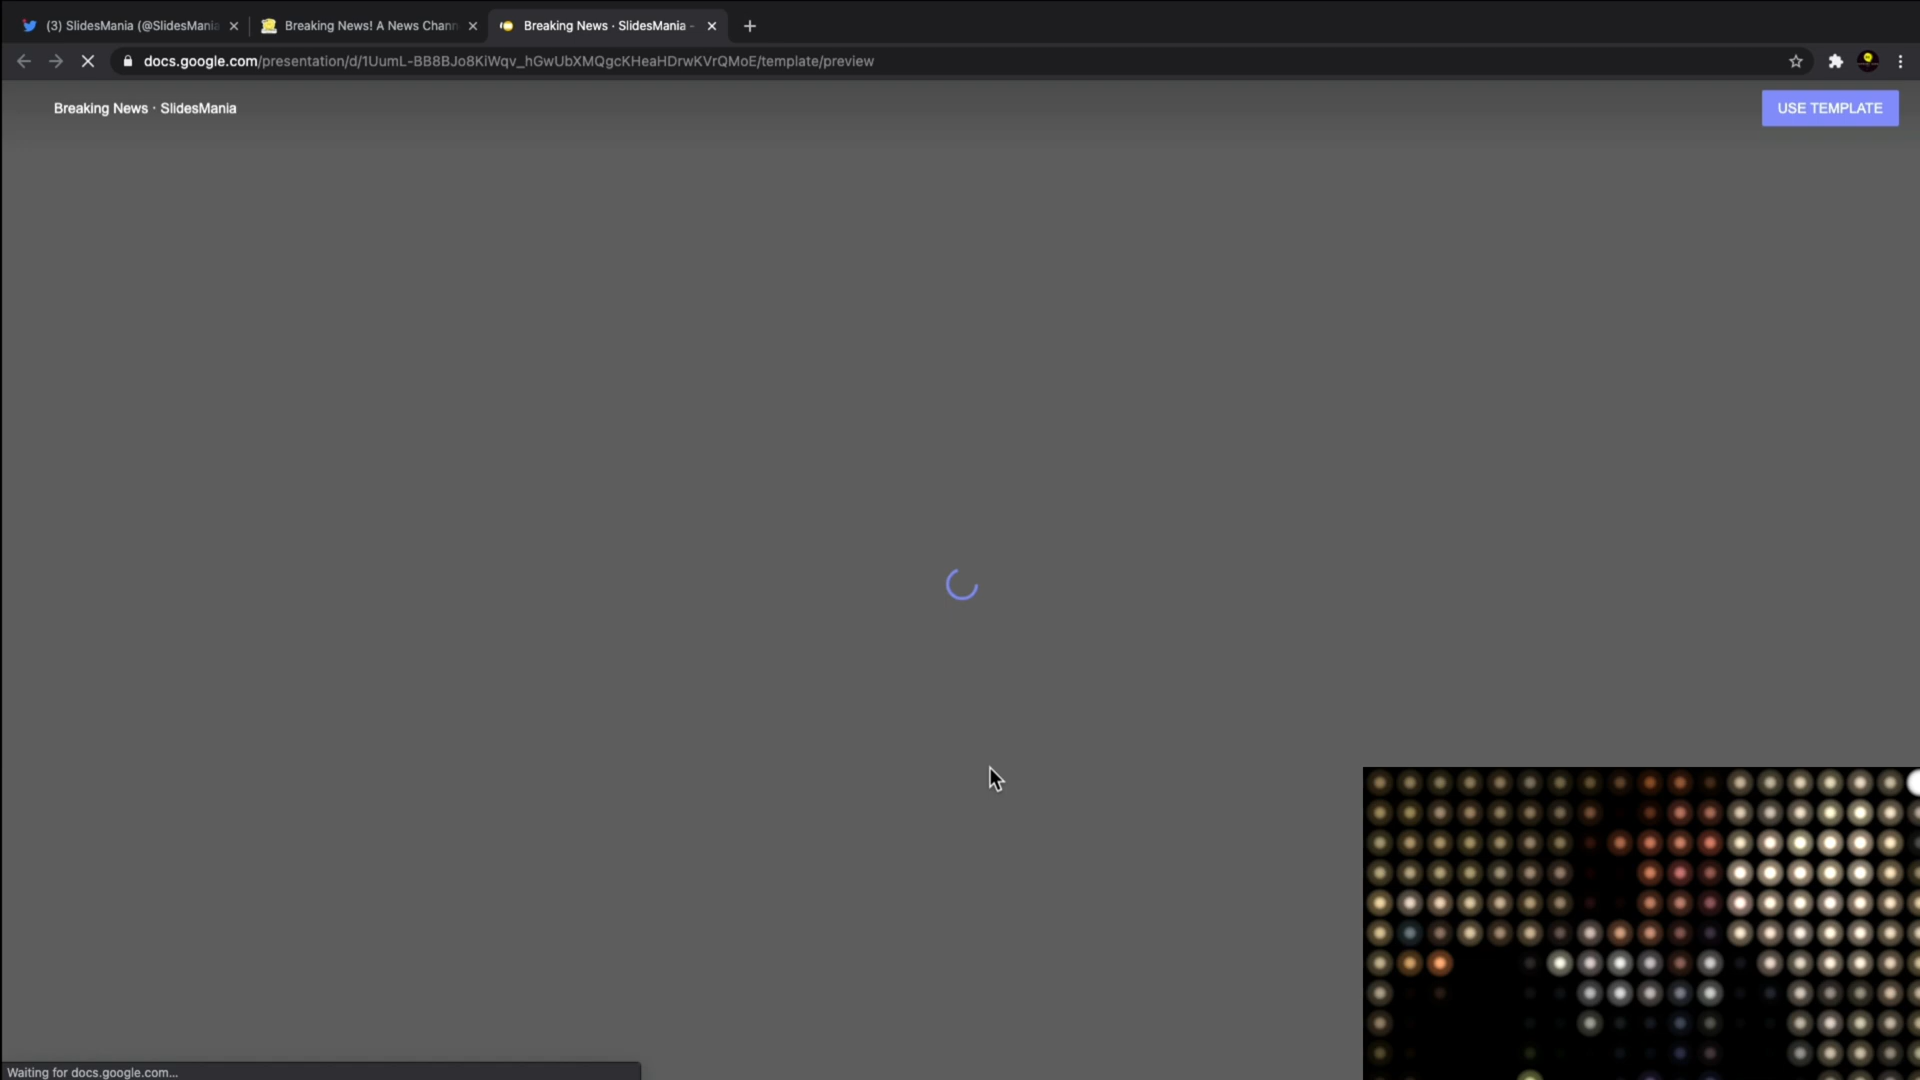 (3) SlidesMania (@SlidesMania
Breaking News! A News Chann
Breaking News · SlidesMania -
docs.google.com/presentation/d/1UumL-BB8BJo8KiWqv_hGwUbXMQgcKHeaHDrwKVrQMoE/template/preview
Breaking News · SlidesMania
USE TEMPLATE
Waiting for docs.google.com...